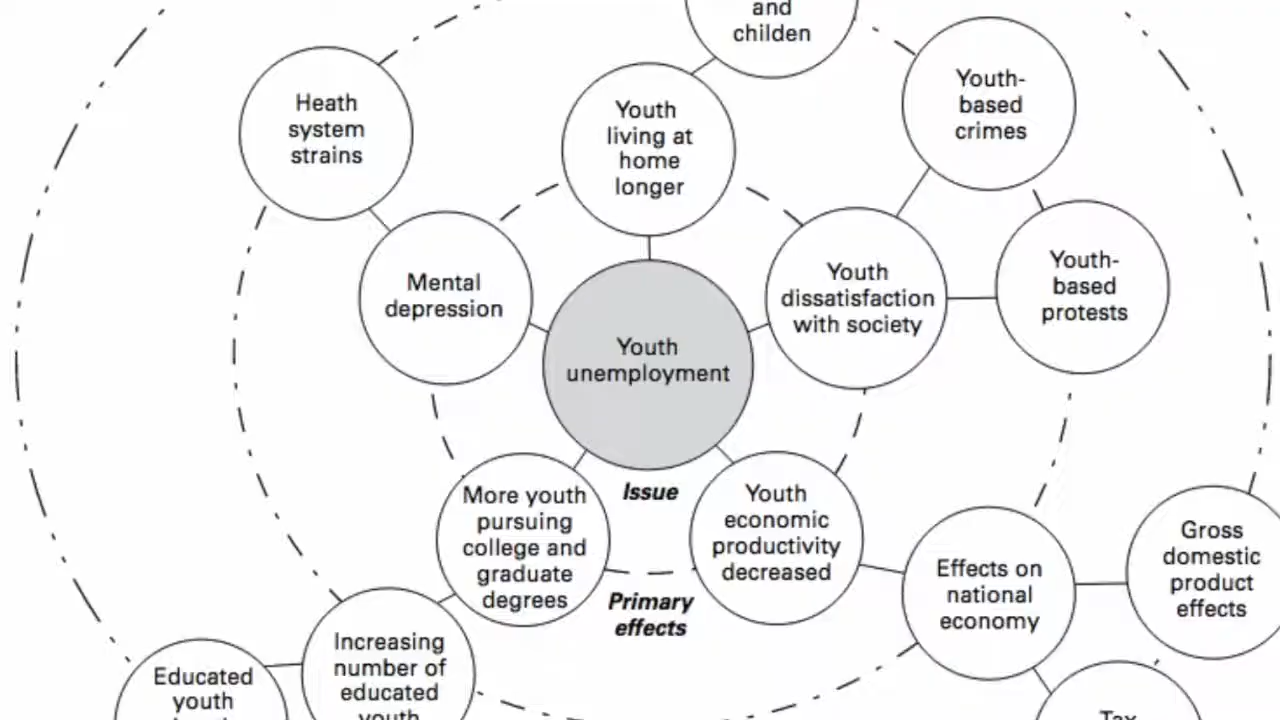 and
childen
Youth-
based
crimes
Heath
system
strains
Youth
living at
home
longer
Youth
dissatisfaction
with society
Youth-
based
protests
Mental
depression
Youth
unemployment
Issue
More youth
pursuing
college and
graduate
degrees
Youth
economic
productivity
decreased
Primary
effects
Effects on
national
economy
Gross
domestic
product
effects
Increasing
number of
educated
youth
Educated
youth
Tax